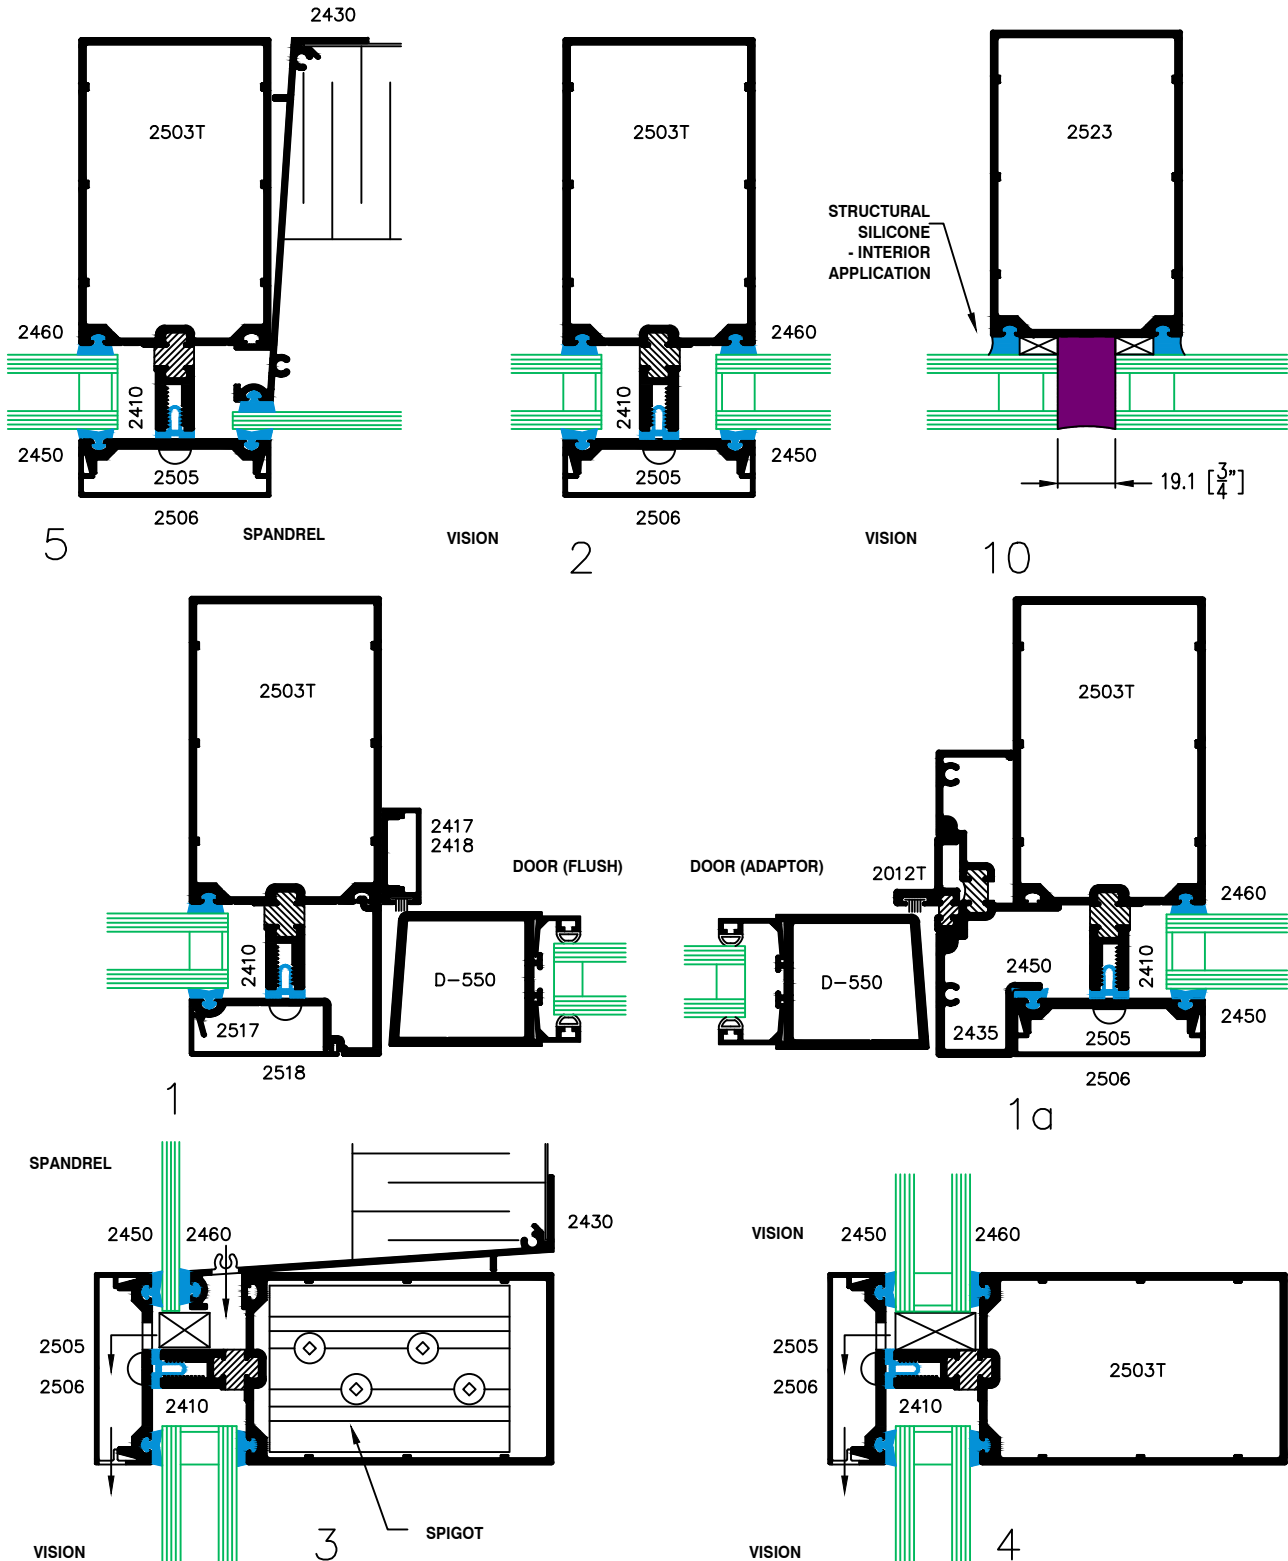 2430
2503T
2460
2410
2450
2505
2506
5
SPANDREL
2503T
2460
2410
2450
2505
2506
VISION
2
2523
STRUCTURAL
SILICONE
- INTERIOR
APPLICATION
19.1 [3/4"]
VISION
10
2503T
2417
2418
DOOR (FLUSH)
2410
D-550
2517
2518
1
2503T
DOOR (ADAPTOR)
2012T
2460
2410
2450
D-550
2435
2505
2450
2506
1a
SPANDREL
2450
2460
2430
2505
2506
2410
SPIGOT
VISION
3
VISION
2450
2460
2505
2506
2410
2503T
VISION
4